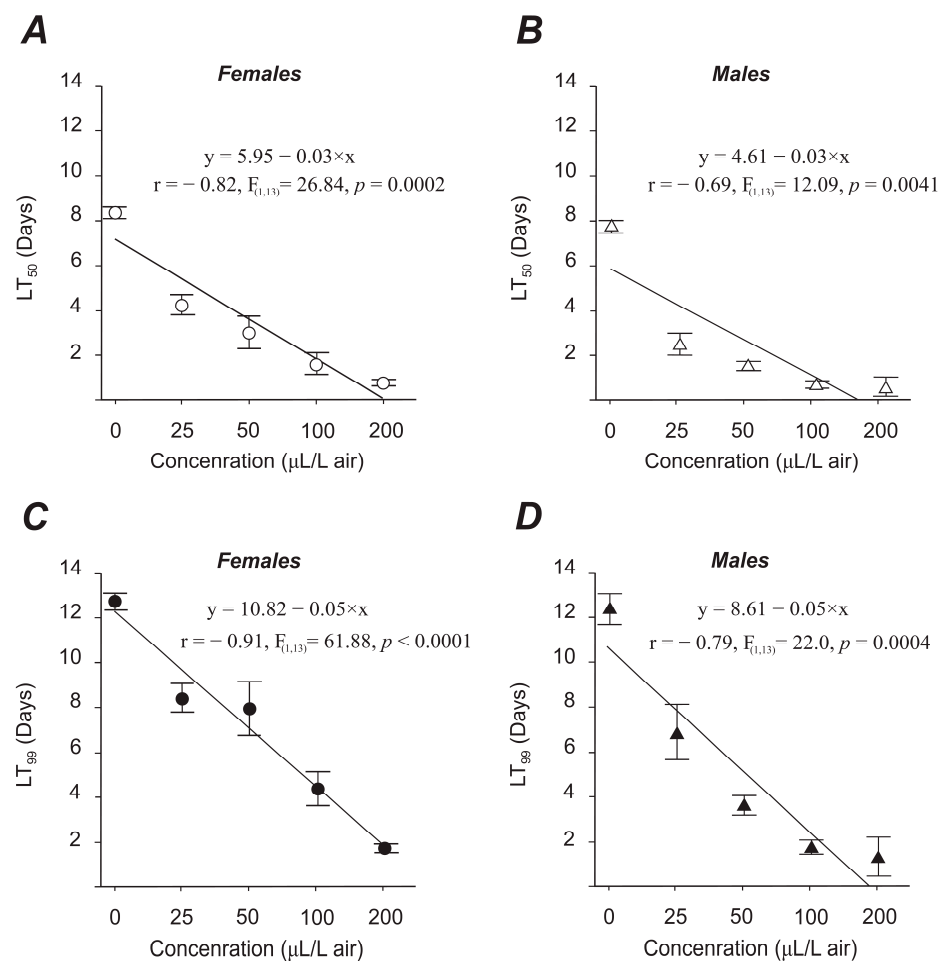 A
Females
14
12
10
8
6
4
2
y = 5.95 − 0.03×x
r = − 0.82, F(1,13) = 26.84, p = 0.0002
LT50 (Days)
0 25 50 100 200
Concenration (μL/L air)
B
Males
14
12
10
8
6
4
2
y − 4.61 − 0.03×x
r = − 0.69, F(1,13) = 12.09, p = 0.0041
LT50 (Days)
0 25 50 100 200
Concenration (μL/L air)
C
Females
14
12
10
8
6
4
2
y − 10.82 − 0.05×x
r = − 0.91, F(1,13) = 61.88, p < 0.0001
LT99 (Days)
0 25 50 100 200
Concenration (μL/L air)
D
Males
14
12
10
8
6
4
2
y − 8.61 − 0.05×x
r − − 0.79, F(1,13) − 22.0, p − 0.0004
LT99 (Days)
0 25 50 100 200
Concenration (μL/L air)